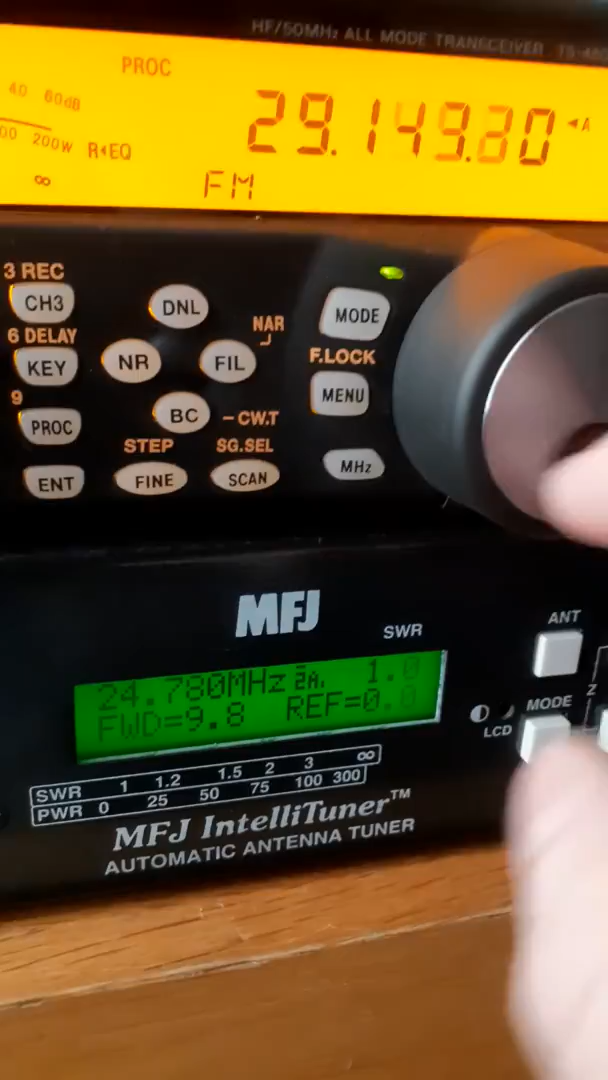 HF/50MHz ALL MODE TRANSCEIVER
PROC
40 60dB
200W R◄EQ
◄A
∞
FM
3 REC
CH3
DNL
MODE
6 DELAY
NAR
KEY
NR
FIL
F.LOCK
MENU
9
PROC
BC
-CW.T
STEP
SG.SEL
MHz
ENT
FINE
SCAN
MFJ
SWR
ANT
24.780MHz 2A. 1.0
FWD=9.8 REF=0.0
MODE
LCD
Z
SWR 1 1.2 1.5 2 3 ∞
PWR 0 25 50 75 100 300
MFJ IntelliTuner™
AUTOMATIC ANTENNA TUNER